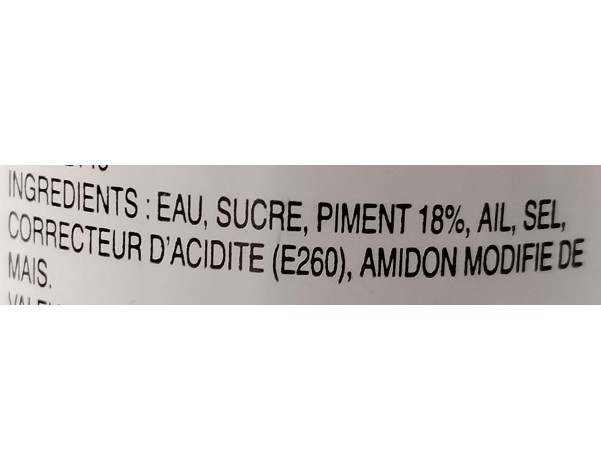 INGREDIENTS : EAU, SUCRE, PIMENT 18%, AIL, SEL,
CORRECTEUR D'ACIDITE (E260), AMIDON MODIFIE DE
MAIS.